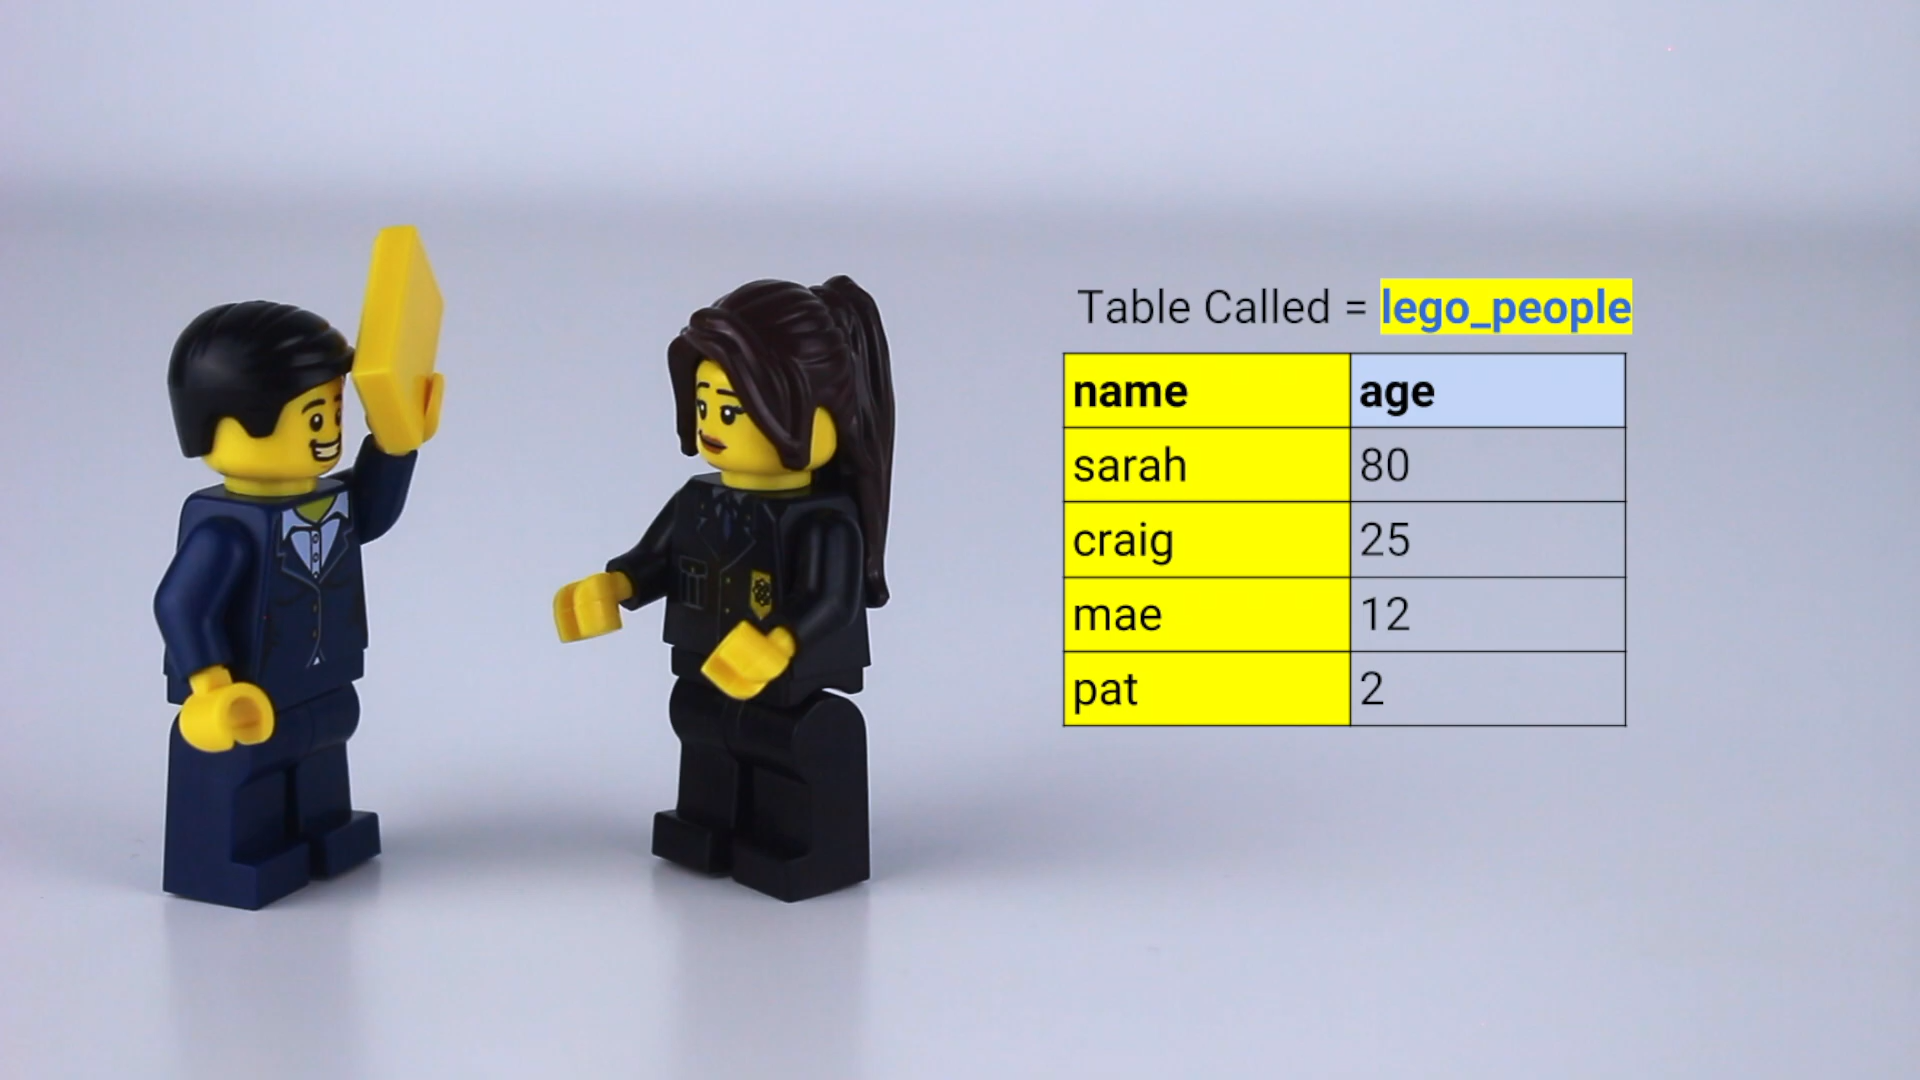 Table Called = lego_people
name age
sarah 80
craig 25
mae 12
pat 2